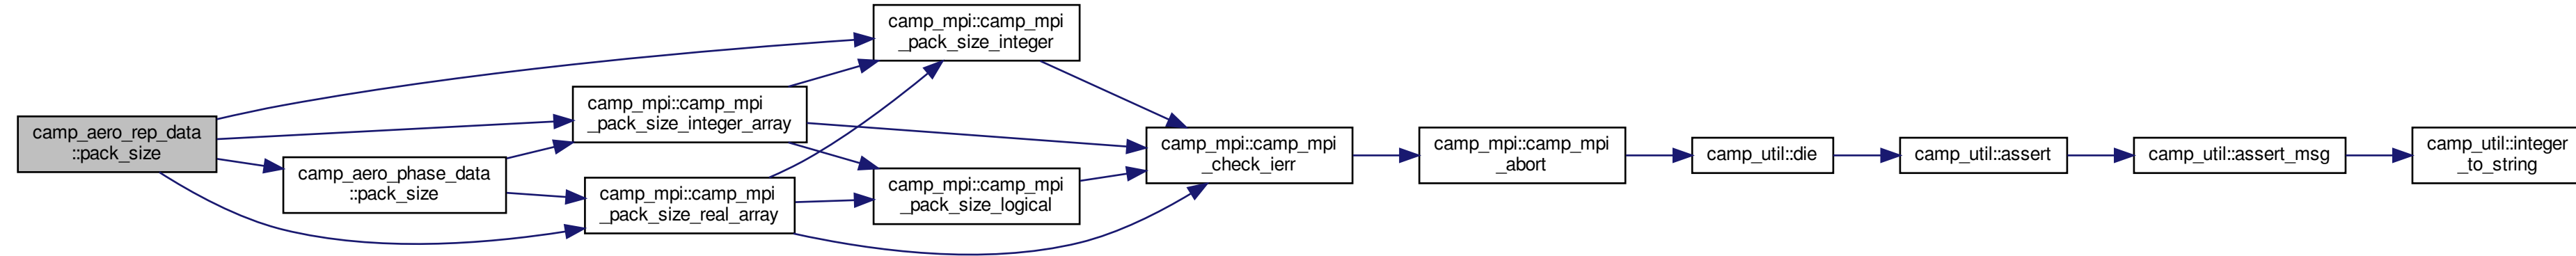 camp_aero_rep_data
::pack_size
camp_aero_phase_data
::pack_size
camp_mpi::camp_mpi
_pack_size_integer_array
camp_mpi::camp_mpi
_pack_size_real_array
camp_mpi::camp_mpi
_pack_size_integer
camp_mpi::camp_mpi
_pack_size_logical
camp_mpi::camp_mpi
_check_ierr
camp_mpi::camp_mpi
_abort
camp_util::die
camp_util::assert
camp_util::assert_msg
camp_util::integer
_to_string